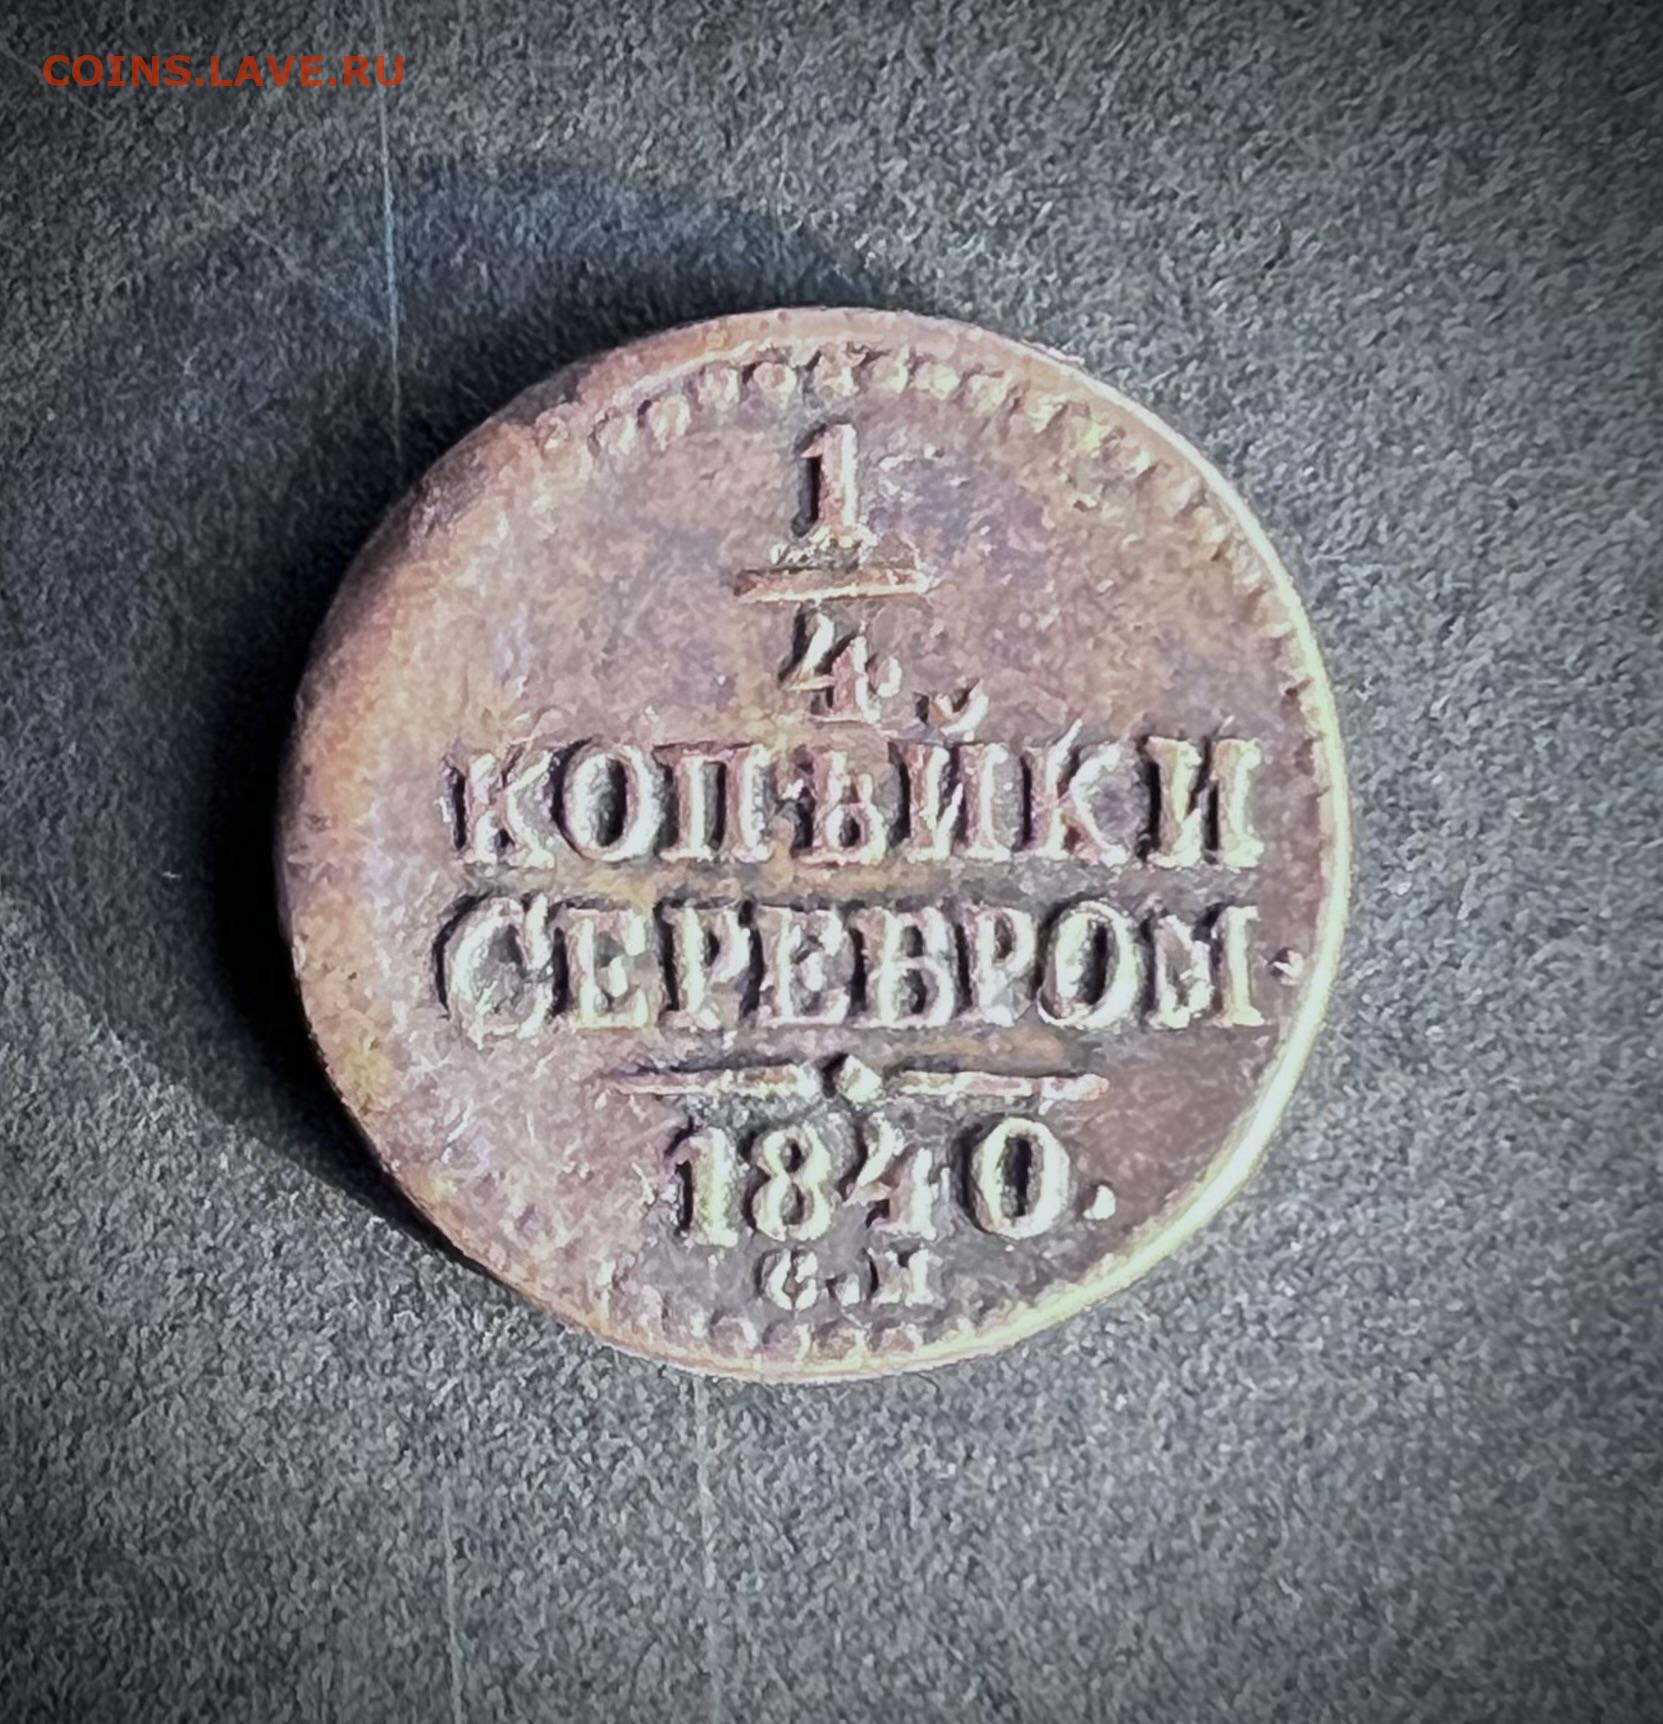 COINS.LAVE.RU
1
4
КОПѢЙКИ
СЕРЕБРОМ
1840.
С.М